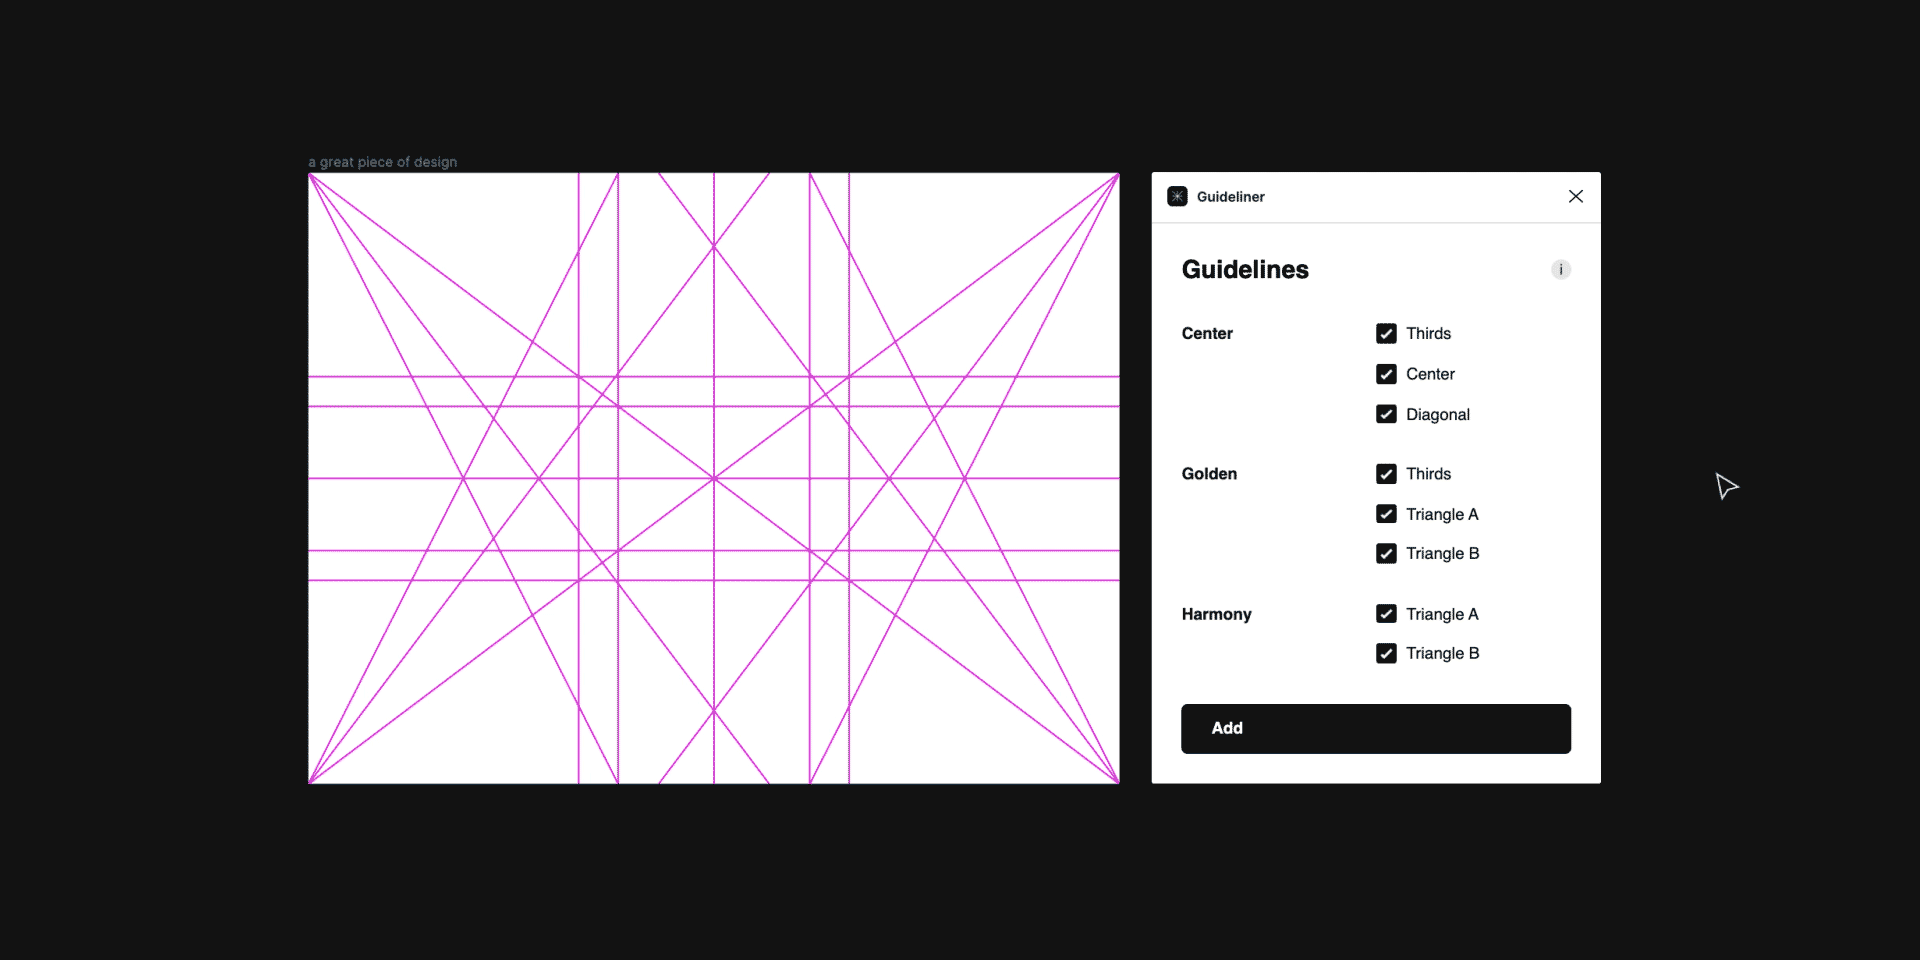 a great piece of design
Guideliner
Guidelines
i
Center
Thirds
Center
Diagonal
Golden
Thirds
Triangle A
Triangle B
Harmony
Triangle A
Triangle B
Add